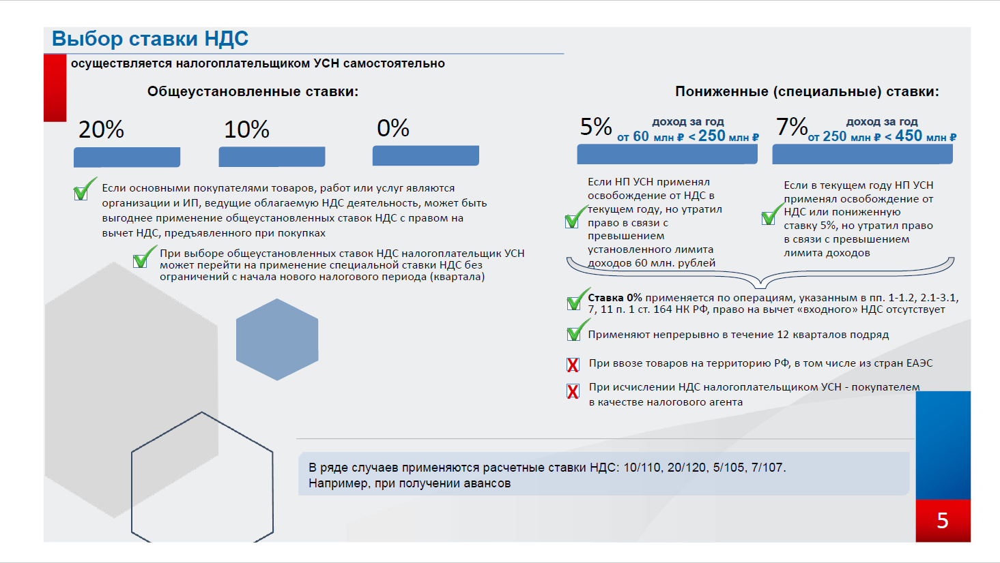 Выбор ставки НДС
осуществляется налогоплательщиком УСН самостоятельно
Общеустановленные ставки:
20%
10%
0%
Если основными покупателями товаров, работ или услуг являются
организации и ИП, ведущие облагаемую НДС деятельность, может быть
выгоднее применение общеустановленных ставок НДС с правом на
вычет НДС, предъявленного при покупках
При выборе общеустановленных ставок НДС налогоплательщик УСН
может перейти на применение специальной ставки НДС без
ограничений с начала нового налогового периода (квартала)
Пониженные (специальные) ставки:
5%
доход за год
от 60 млн ₽ < 250 млн ₽
7%
доход за год
от 250 млн ₽ < 450 млн ₽
Если НП УСН применял
освобождение от НДС в
текущем году, но утратил
право в связи с
превышением
установленного лимита
доходов 60 млн. рублей
Если в текущем году НП УСН
применял освобождение от
НДС или пониженную
ставку 5%, но утратил право
в связи с превышением
лимита доходов
Ставка 0% применяется по операциям, указанным в пп. 1-1.2, 2.1-3.1,
7, 11 п. 1 ст. 164 НК РФ, право на вычет «входного» НДС отсутствует
Применяют непрерывно в течение 12 кварталов подряд
X
При ввозе товаров на территорию РФ, в том числе из стран ЕАЭС
X
При исчислении НДС налогоплательщиком УСН - покупателем
в качестве налогового агента
В ряде случаев применяются расчетные ставки НДС: 10/110, 20/120, 5/105, 7/107.
Например, при получении авансов
5